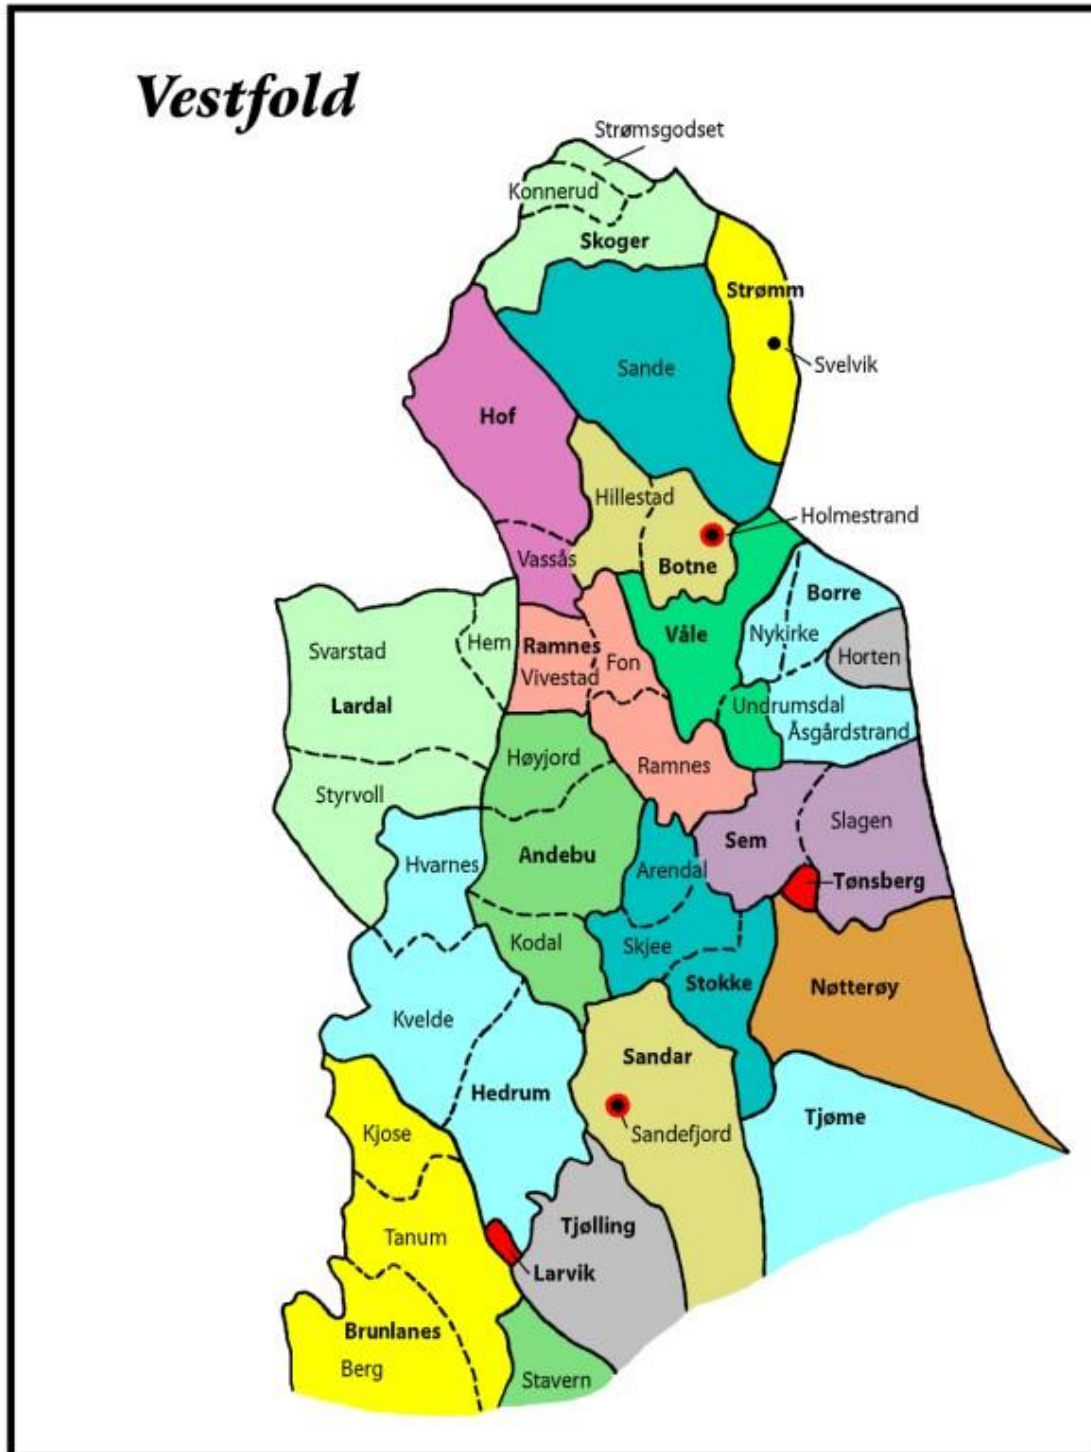 Vestfold
Strømsgodset
Konnerud
Skoger
Strømm
Svelvik
Sande
Hof
Hillestad
Holmestrand
Vassås
Botne
Borre
Nykirke
Våle
Horten
Hem
Ramnes
Fon
Svarstad
Vivestad
Lardal
Undrumsdal
Åsgårdstrand
Høyjord
Ramnes
Styrvoll
Slagen
Sem
Andebu
Hvarnes
Arendal
Tønsberg
Kodal
Skjee
Stokke
Nøtterøy
Kvelde
Sandar
Hedrum
Tjøme
Kjose
Sandefjord
Tjølling
Tanum
Larvik
Brunlanes
Berg
Stavern